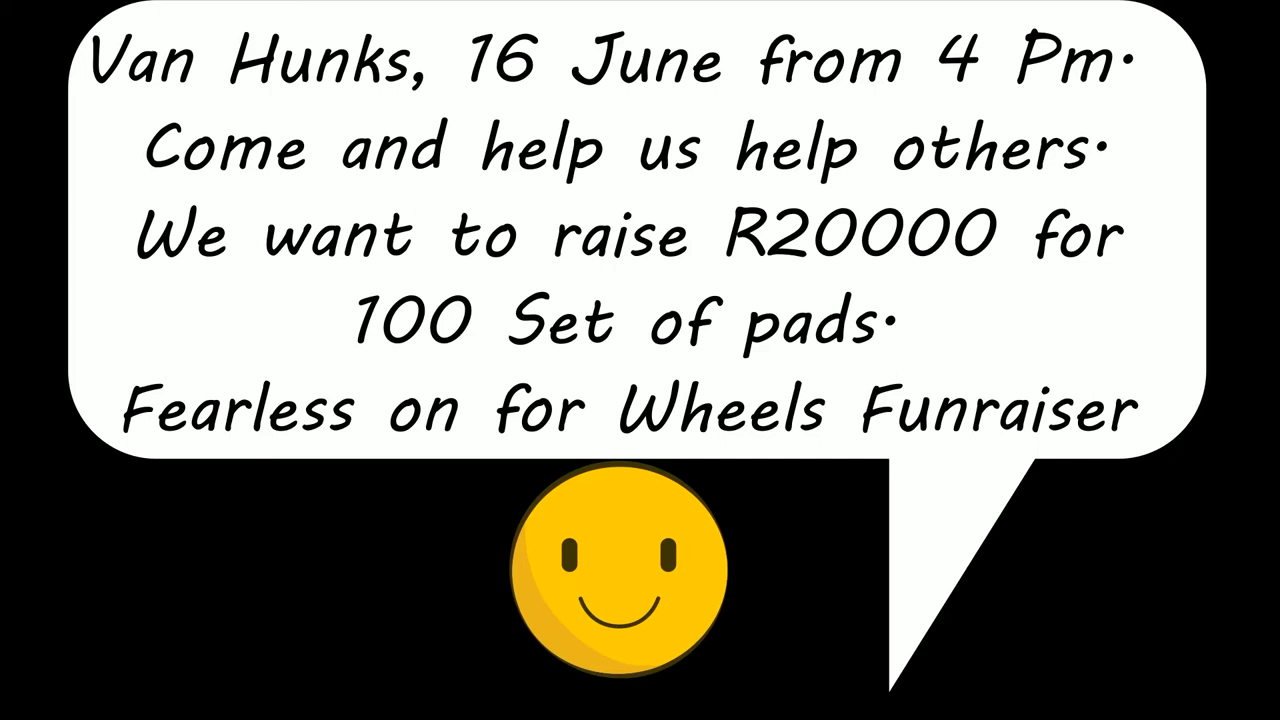 Van Hunks, 16 June from 4 Pm.
Come and help us help others.
We want to raise R20000 for
100 Set of pads.
Fearless on for Wheels Funraiser